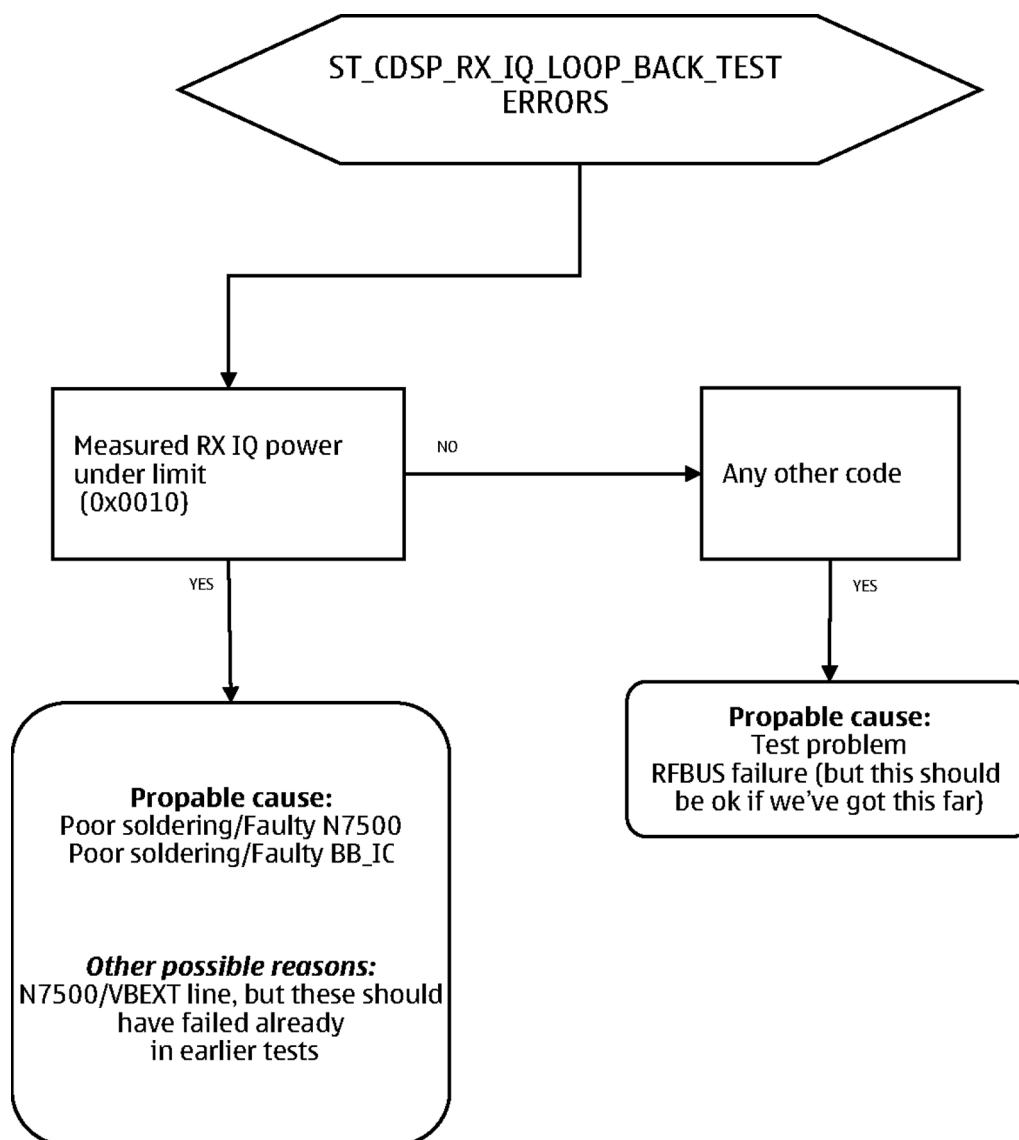 ST_CDSP_RX_IQ_LOOP_BACK_TEST
ERRORS
Measured RX IQ power
under limit
(0x0010)
NO
Any other code
YES
YES
Propable cause:
Poor soldering/Faulty N7500
Poor soldering/Faulty BB_IC
Other possible reasons:
N7500/VBEXT line, but these should
have failed already
in earlier tests
Propable cause:
Test problem
RFBUS failure (but this should
be ok if we've got this far)